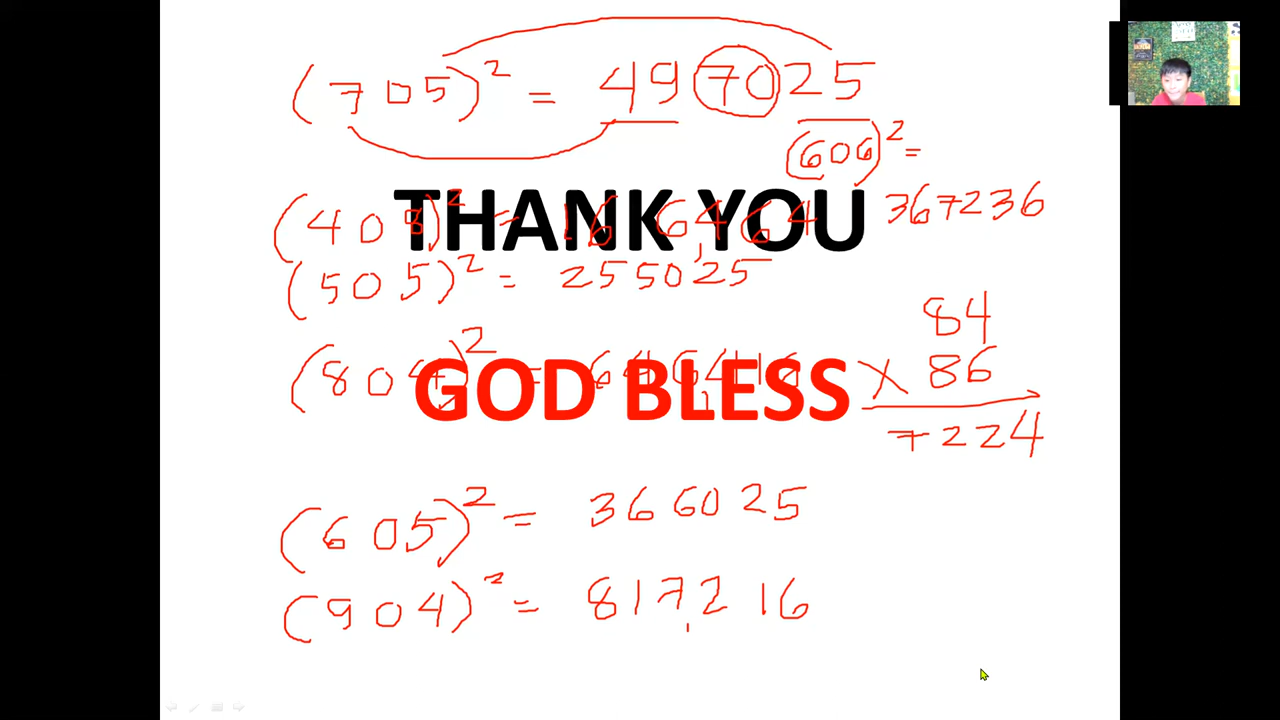 (705)² = 497025
(606)² =
367236
THANK YOU
(408)² = 166464
(505)² = 255025
84
GOD BLESS
(804)² = 646416
X 86
7224
(605)² = 366025
(904)² = 817216